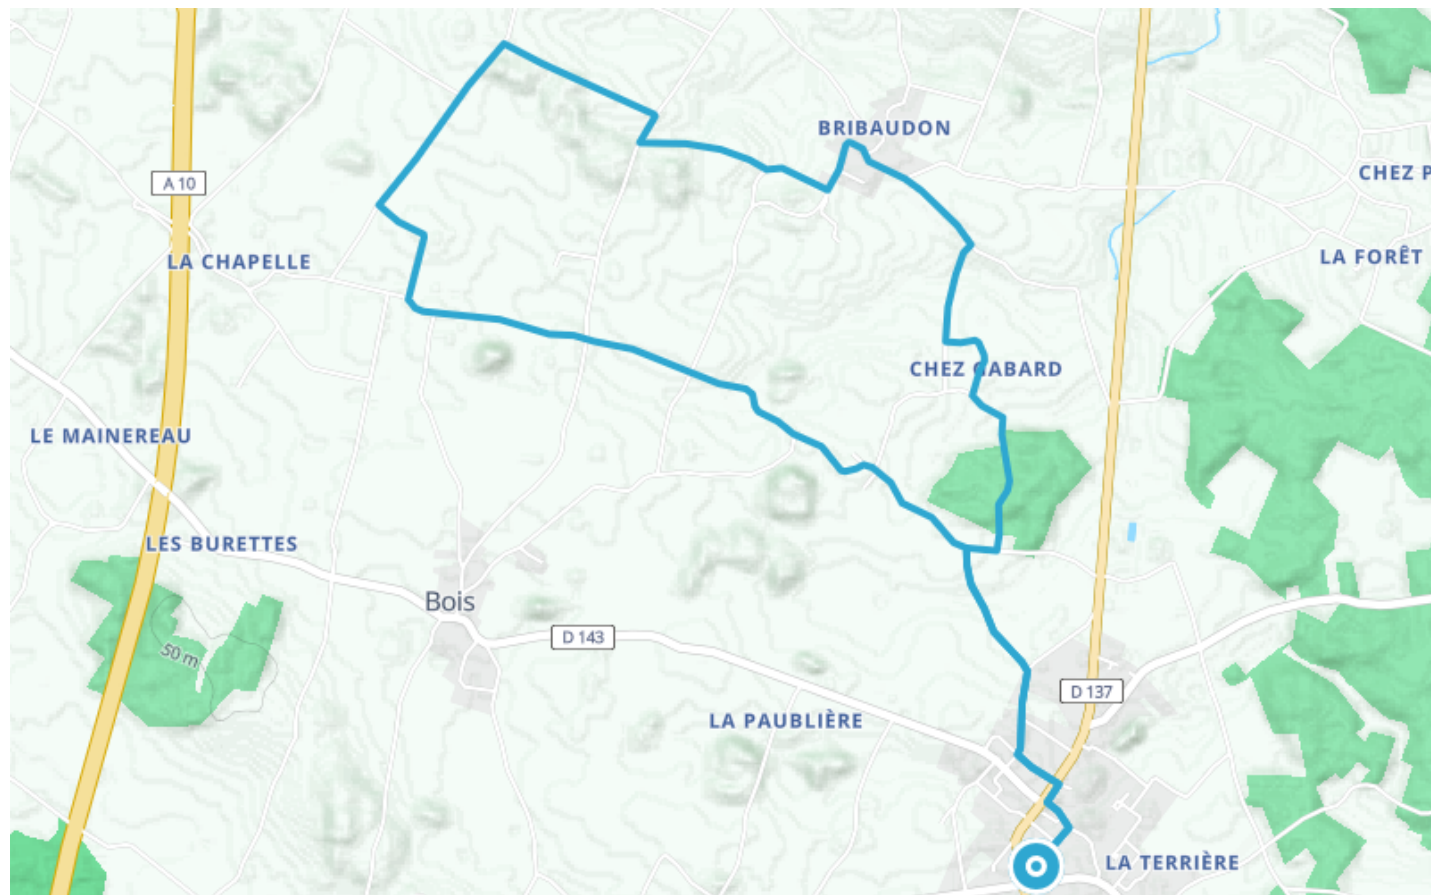 BRIBAUDON
CHEZ P
A 10
LA FORÊT
LA CHAPELLE
CHEZ GABARD
LE MAINEREAU
LES BURETTES
Bois
D 143
50 m
D 137
LA PAUBLIÈRE
LA TERRIÈRE